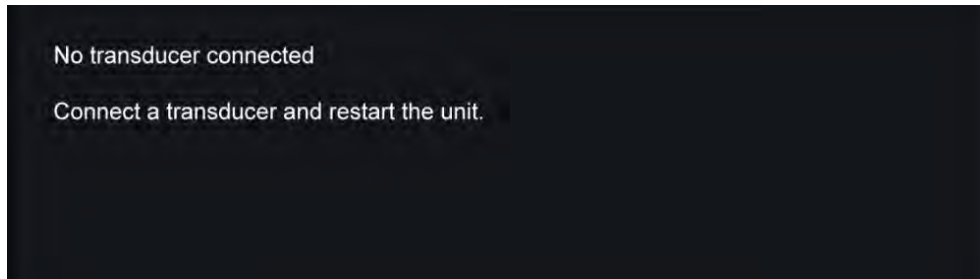 No transducer connected
Connect a transducer and restart the unit.